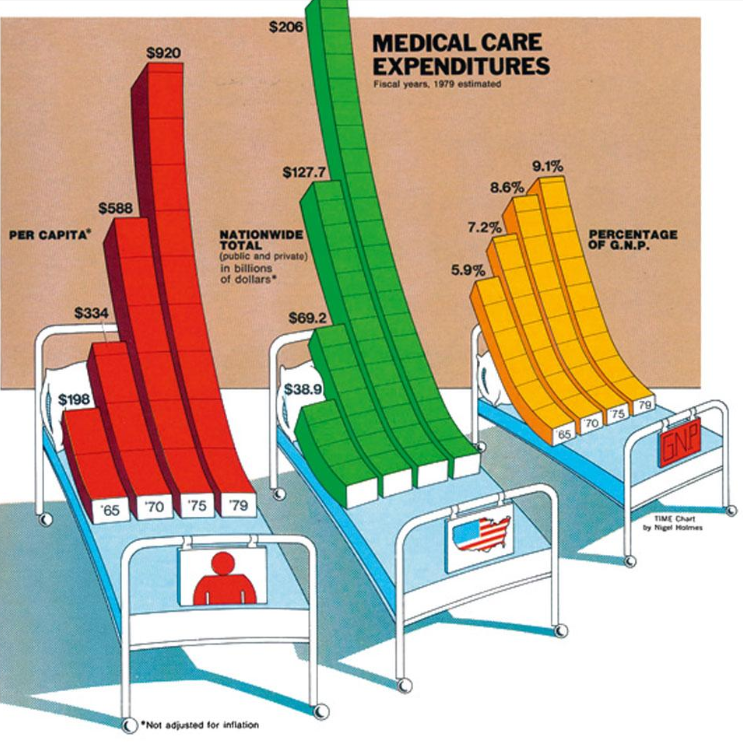 MEDICAL CARE
EXPENDITURES
Fiscal years, 1979 estimated
PER CAPITA*
$198
$334
$588
$920
'65
'70
'75
'79
NATIONWIDE
TOTAL
(public and private)
in billions
of dollars*
$38.9
$69.2
$127.7
$206
PERCENTAGE
OF G.N.P.
5.9%
7.2%
8.6%
9.1%
'65
'70
'75
'79
GNP
TIME Chart
by Nigel Holmes
*Not adjusted for inflation